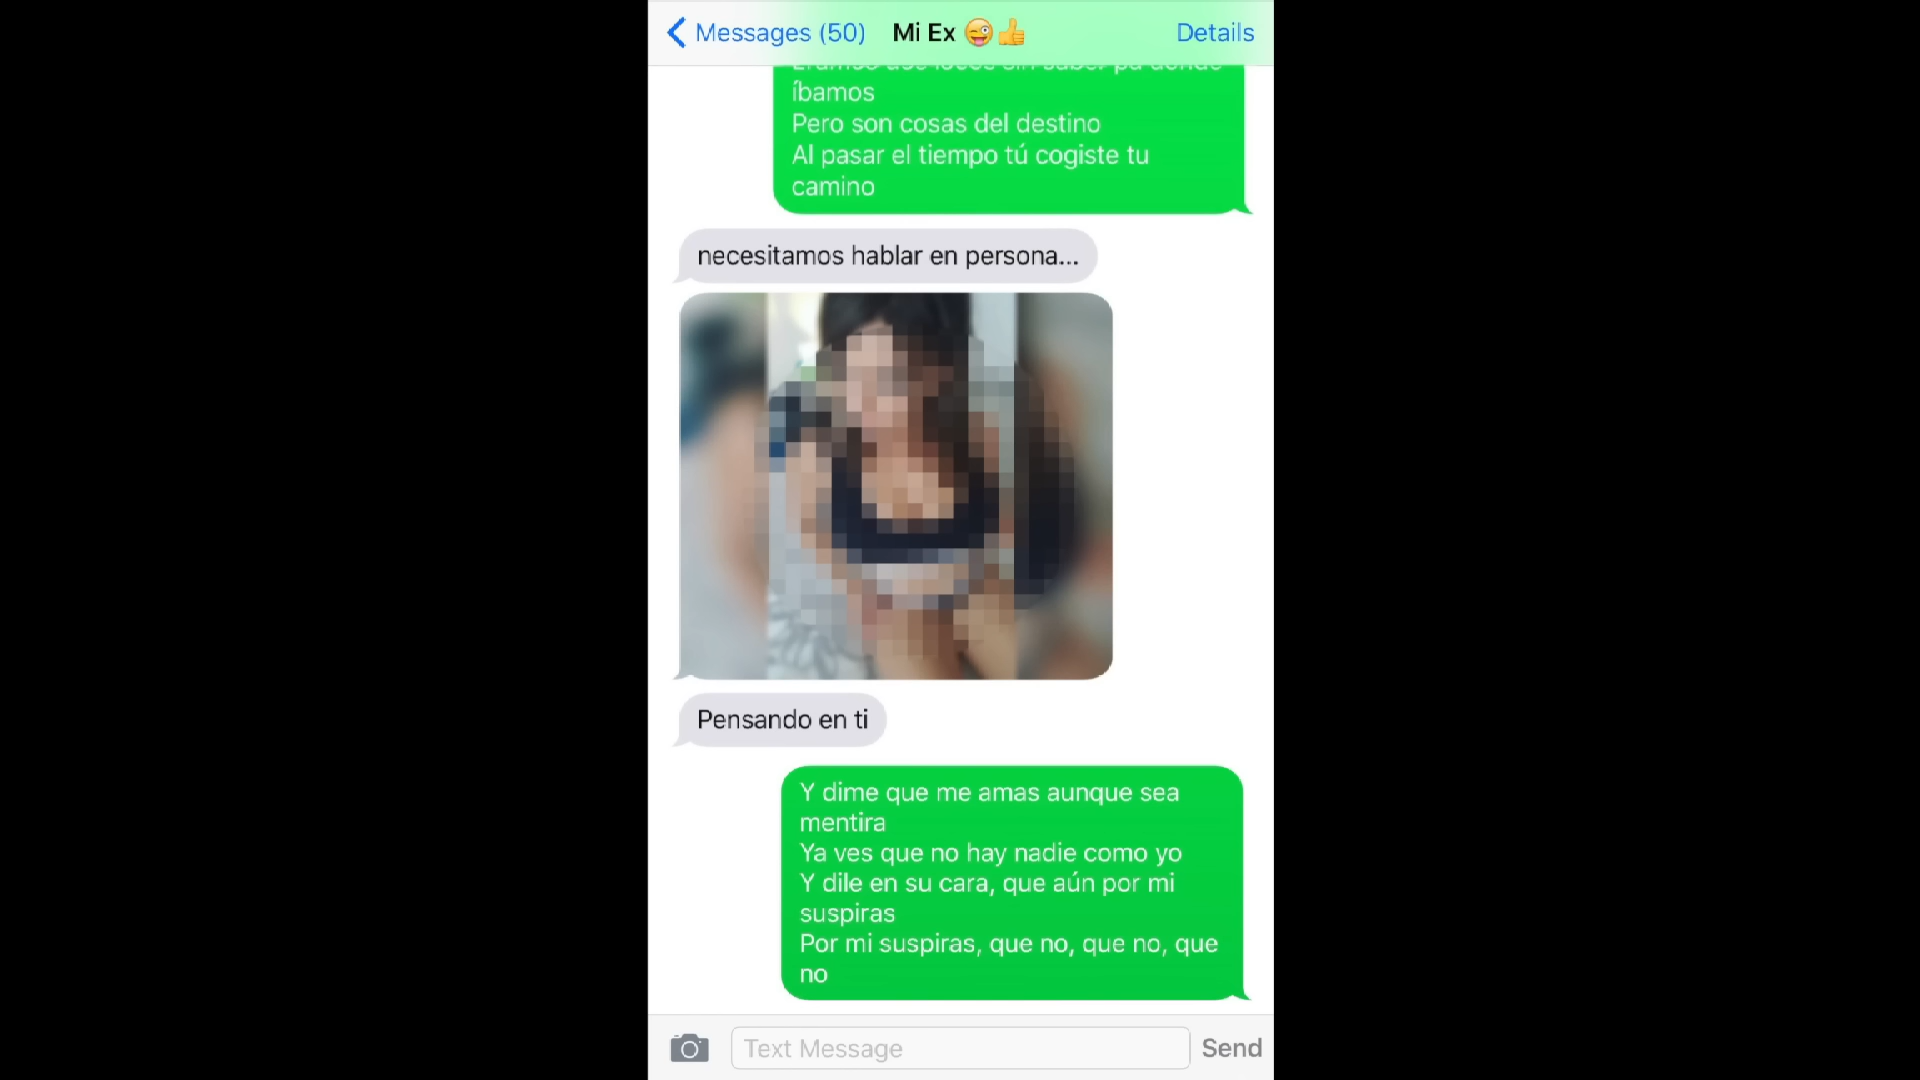 Messages (50)
Mi Ex 😜👍
Details
íbamos
Pero son cosas del destino
Al pasar el tiempo tú cogiste tu
camino
necesitamos hablar en persona...
Pensando en ti
Y dime que me amas aunque sea
mentira
Ya ves que no hay nadie como yo
Y dile en su cara, que aún por mi
suspiras
Por mi suspiras, que no, que no, que
no
Text Message
Send